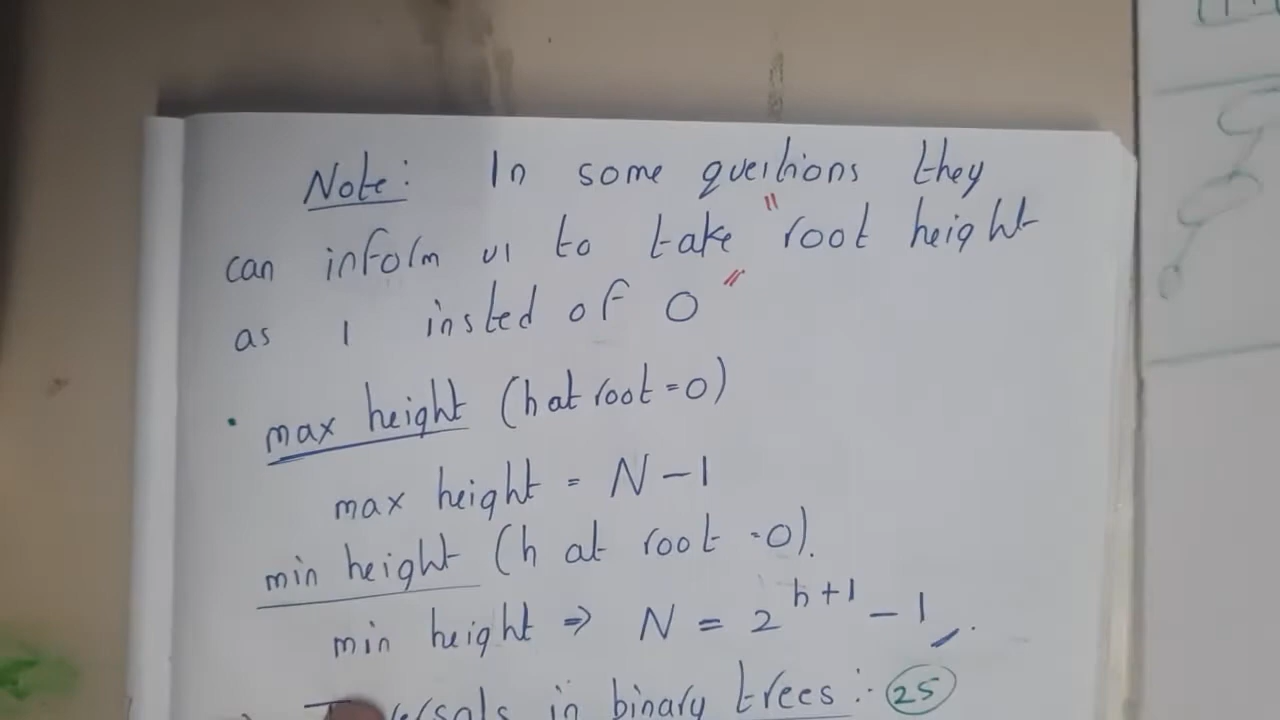 Note: In some questions they
can inform us to take "root height
as 1 insted of 0"
• max height (h at root = 0)
max height = N - 1
min height (h at root = 0).
min height ⇒ N = 2^{h+1} - 1
in binary trees :- 25